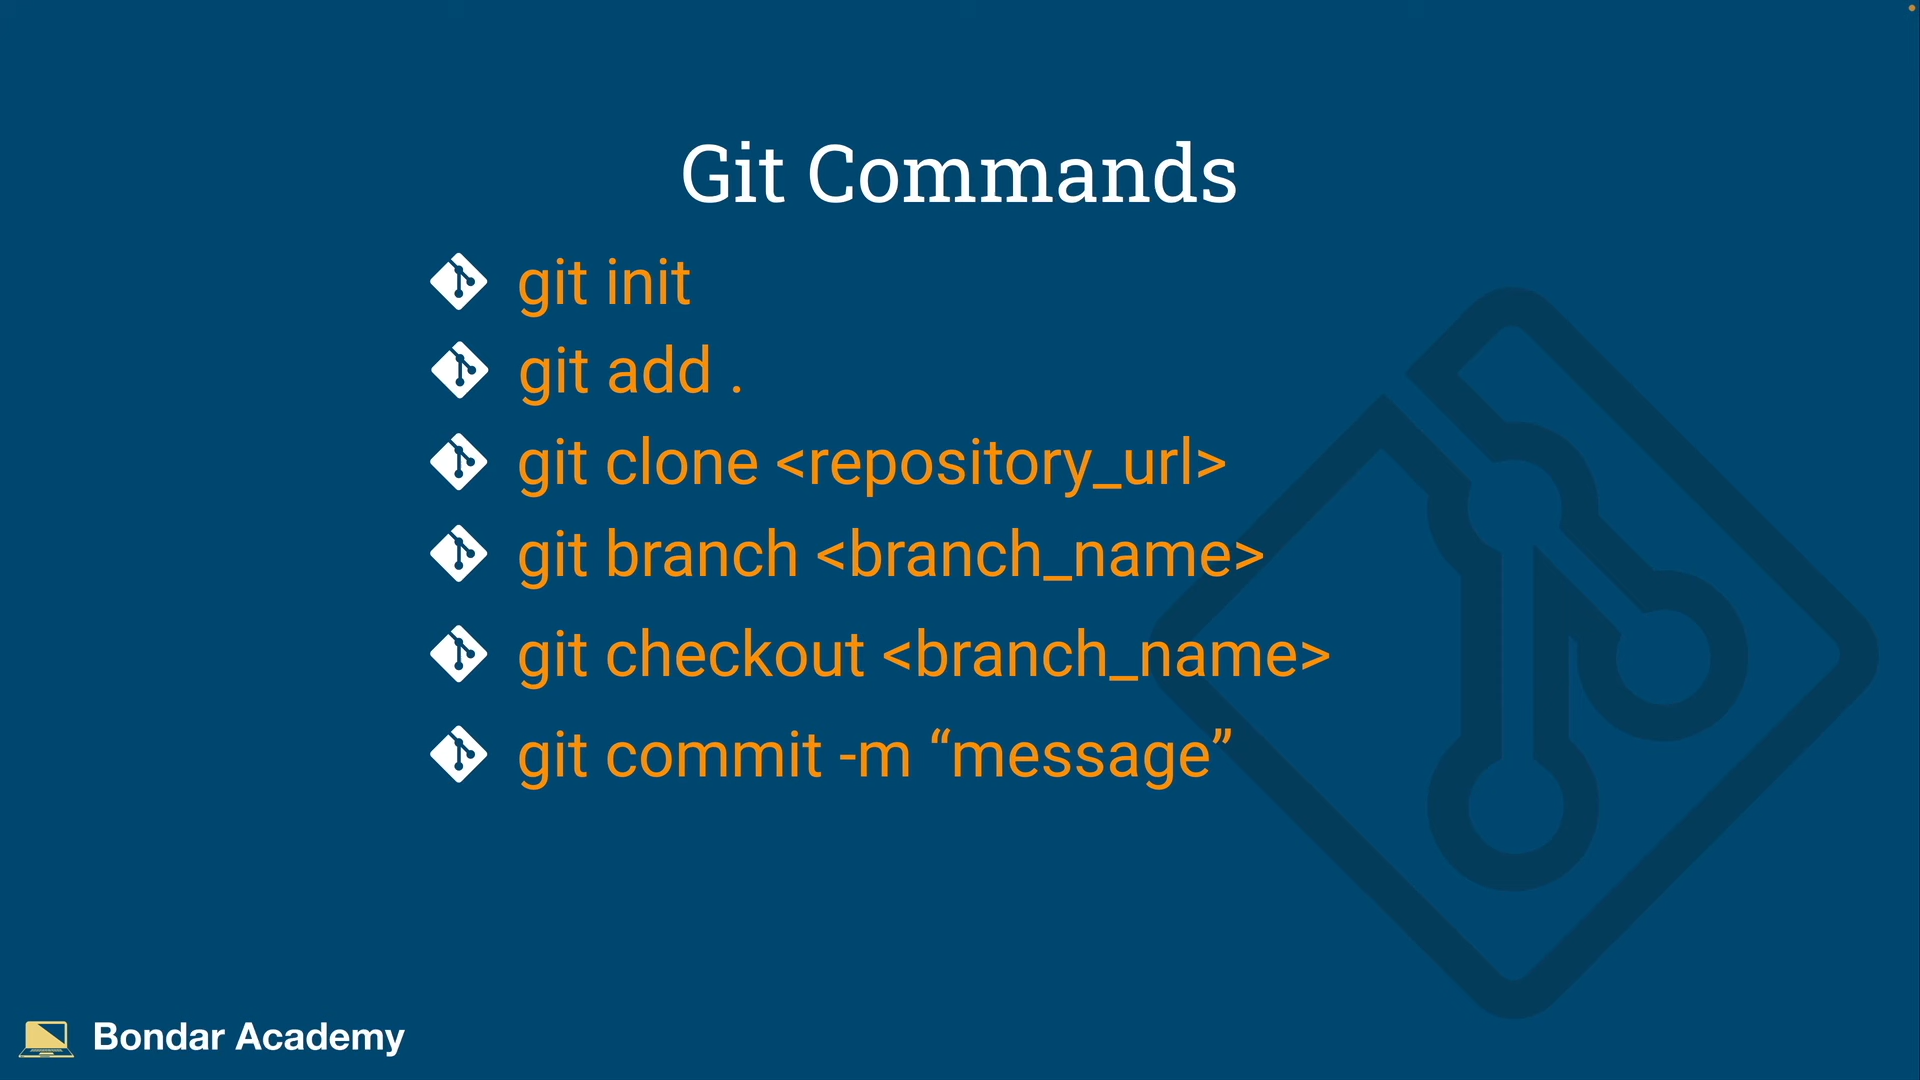 Git Commands
git init
git add .
git clone <repository_url>
git branch <branch_name>
git checkout <branch_name>
git commit -m “message”
Bondar Academy